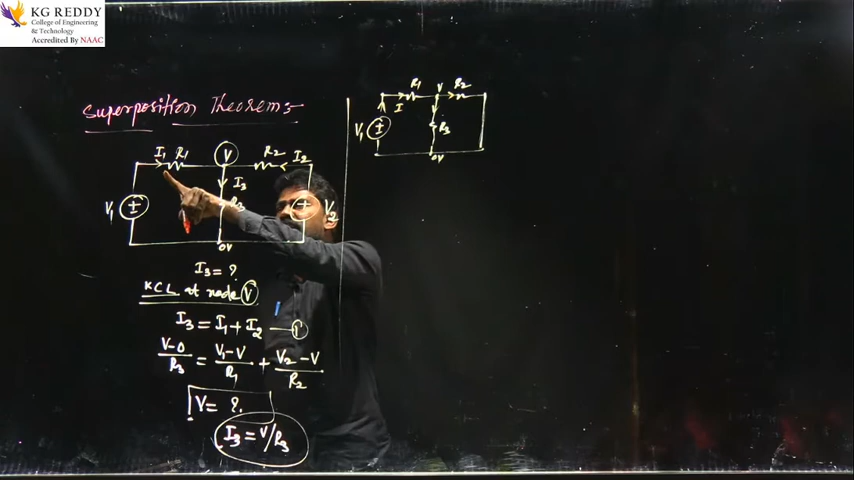 KG REDDY
College of Engineering
& Technology
Accredited By NAAC
Superposition Theorem:-
I1 R1 V R2 I2
I3
V1 R3 V2
0V
I3 = ?
KCL at node V
I3 = I1 + I2 — 1
V-0/R3 = V1-V/R1 + V2-V/R2
V = ?
I3 = V/R3
R1 V R2
I
V1 R3
0V